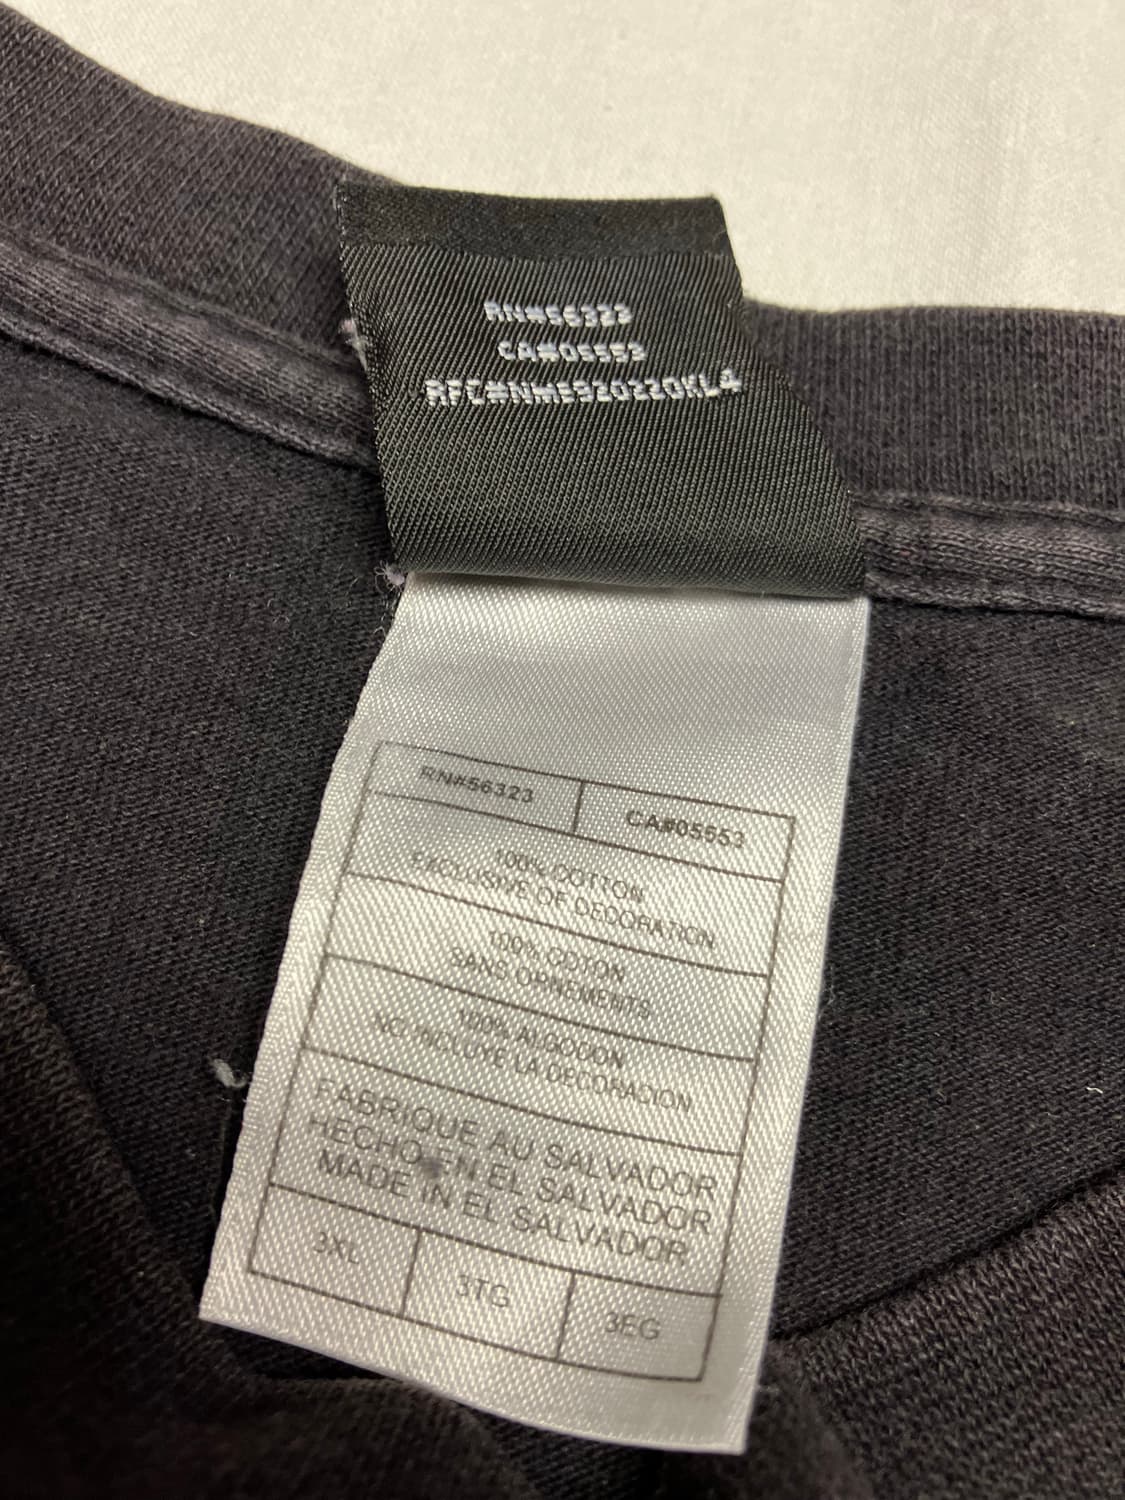 RN#56323
CA#05553
RFC#NME920220KL4
RN#56323
CA#05553
100% COTTON
EXCLUSIVE OF DECORATION
100% COTON
SANS ORNEMENTS
100% ALGODON
NO INCLUYE LA DECORACION
FABRIQUE AU SALVADOR
HECHO EN EL SALVADOR
MADE IN EL SALVADOR
3XL
3TG
3EG